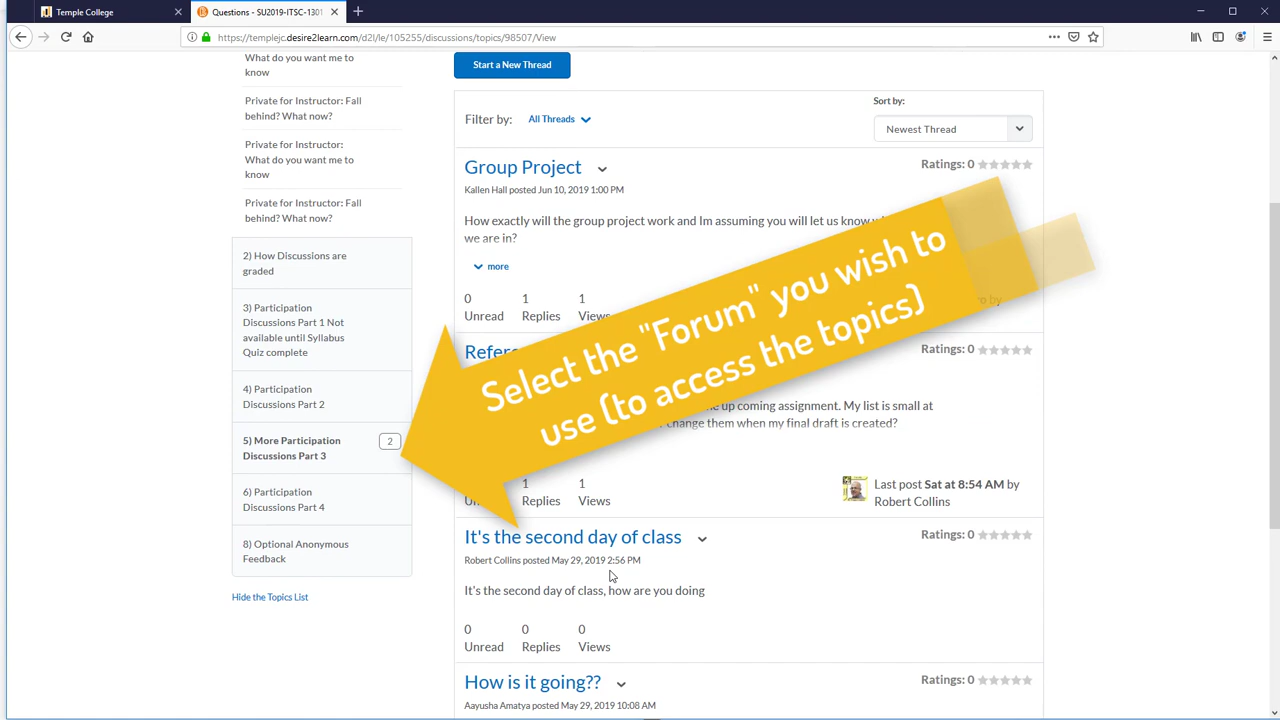 Temple College
Questions - SU2019-ITSC-1301
https://templejc.desire2learn.com/d2l/le/105255/discussions/topics/98507/View
What do you want me to
know
Private for Instructor: Fall
behind? What now?
Private for Instructor:
What do you want me to
know
Private for Instructor: Fall
behind? What now?
2) How Discussions are
graded
3) Participation
Discussions Part 1 Not
available until Syllabus
Quiz complete
4) Participation
Discussions Part 2
5) More Participation
Discussions Part 3
2
6) Participation
Discussions Part 4
8) Optional Anonymous
Feedback
Hide the Topics List
Start a New Thread
Filter by: All Threads
Sort by:
Newest Thread
Group Project
Ratings: 0
Kallen Hall posted Jun 10, 2019 1:00 PM
How exactly will the group project work and Im assuming you will let us know
we are in?
more
0 1 1
Unread Replies Views
by
Select the "Forum" you wish to
use (to access the topics)
Ratings: 0
up coming assignment. My list is small at
change them when my final draft is created?
1 1
Replies Views
Last post Sat at 8:54 AM by
Robert Collins
It's the second day of class
Ratings: 0
Robert Collins posted May 29, 2019 2:56 PM
It's the second day of class, how are you doing
0 0 0
Unread Replies Views
How is it going??
Ratings: 0
Aayusha Amatya posted May 29, 2019 10:08 AM